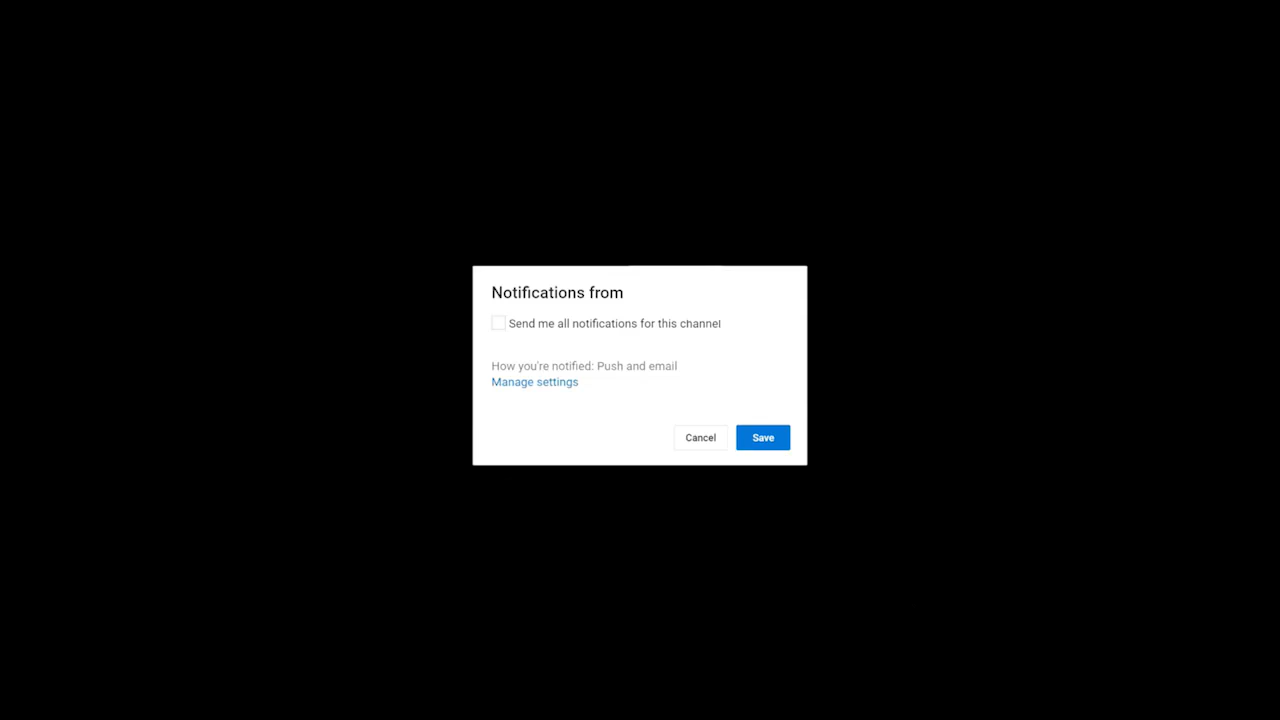 Notifications from
Send me all notifications for this channel
How you're notified: Push and email
Manage settings
Cancel
Save